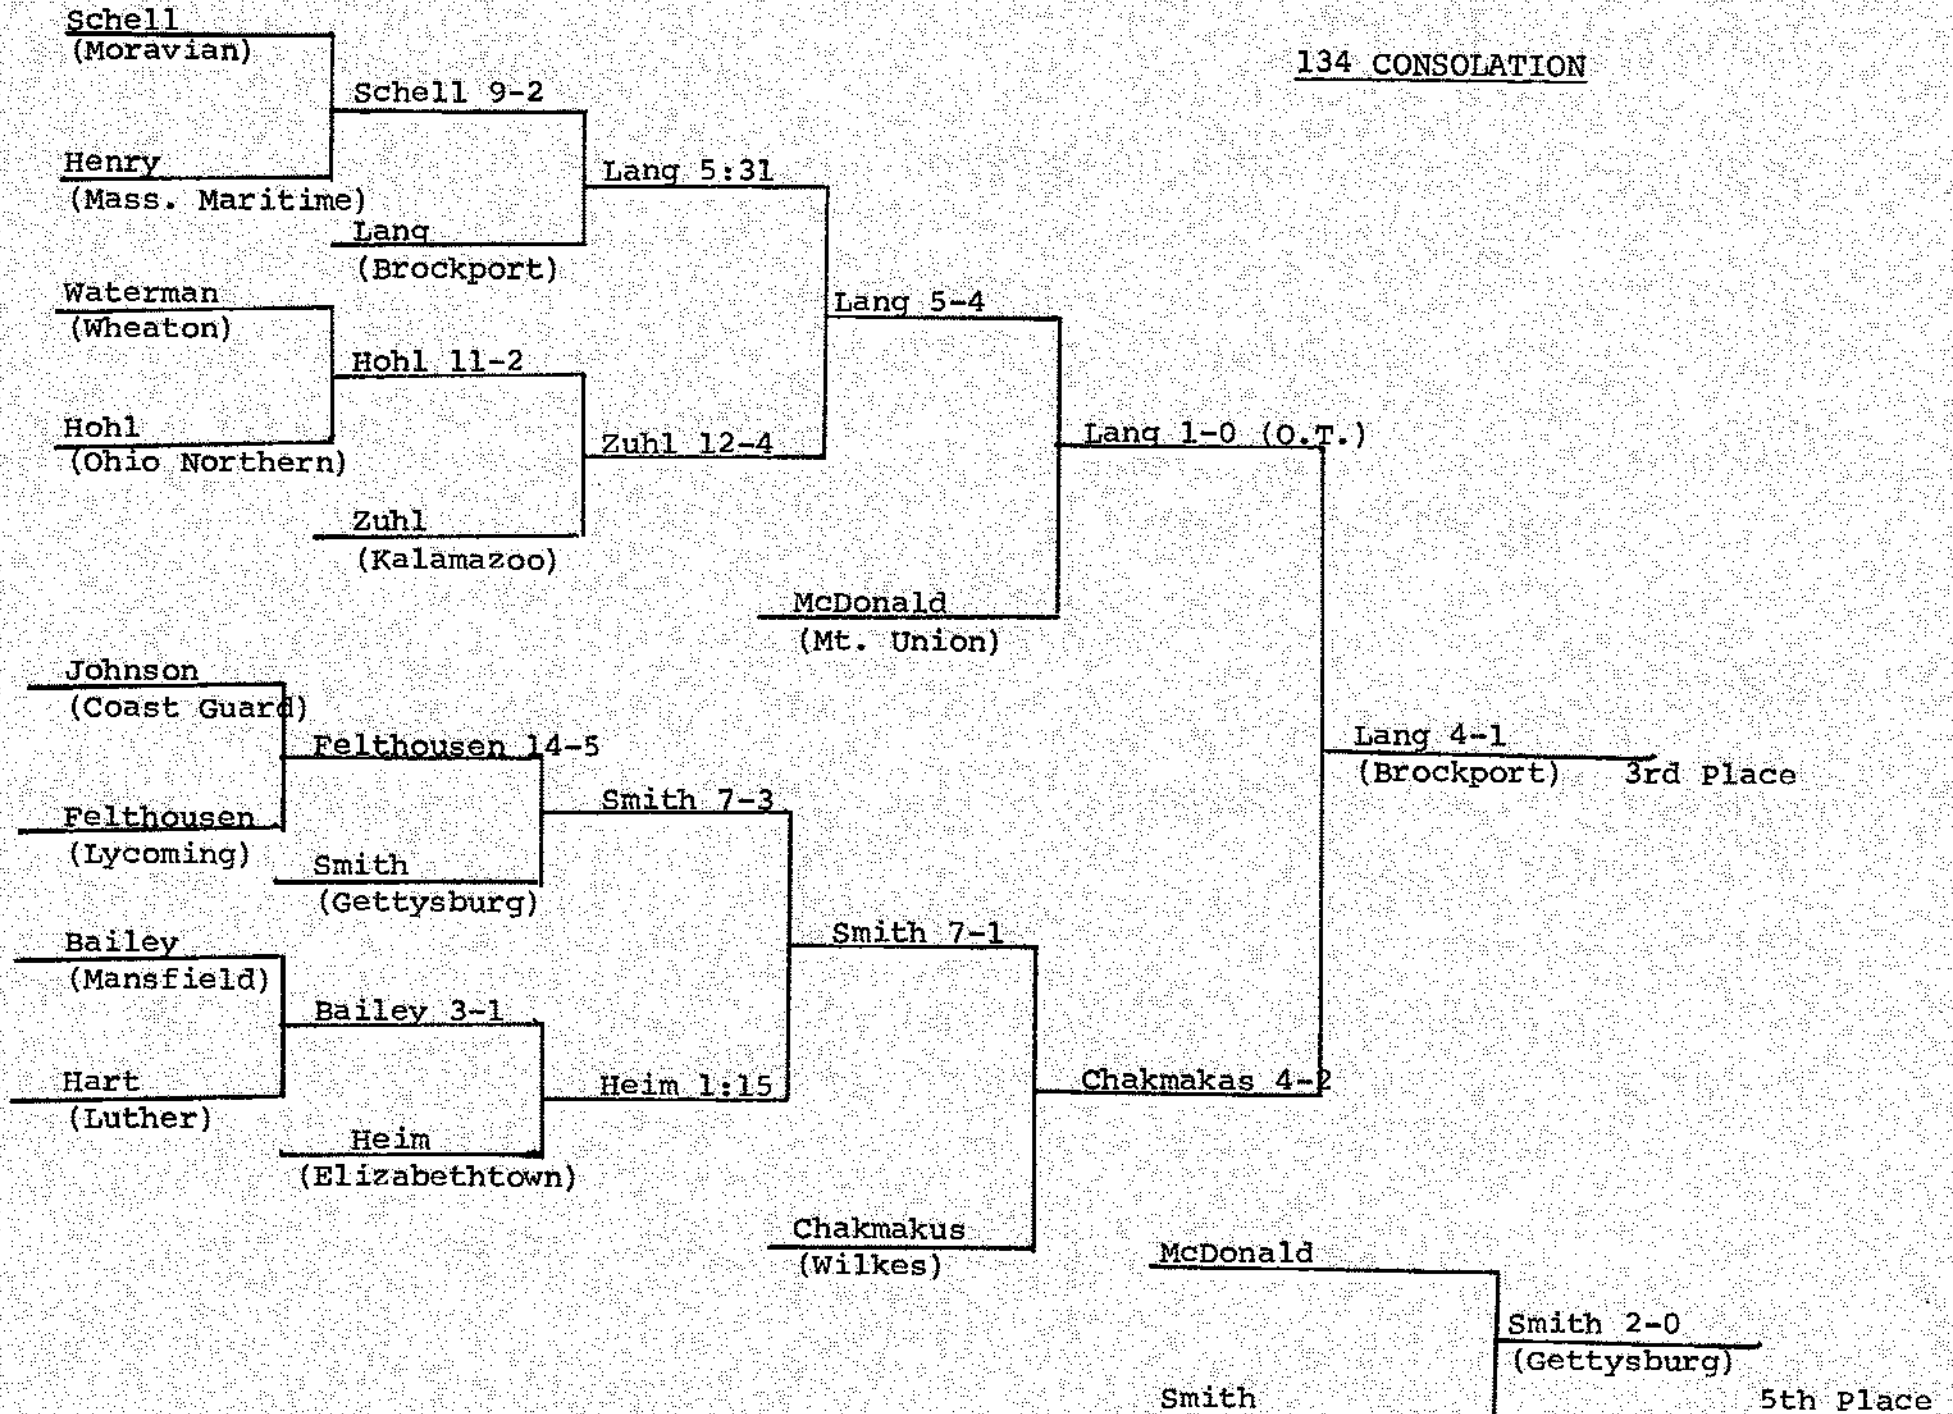 Schell
(Moravian)
134 CONSOLATION
Schell 9-2
Henry
(Mass. Maritime)
Lang 5:31
Lang
(Brockport)
Waterman
(Wheaton)
Lang 5-4
Hohl 11-2
Hohl
(Ohio Northern)
Zuhl 12-4
Lang 1-0 (O.T.)
Zuhl
(Kalamazoo)
McDonald
(Mt. Union)
Johnson
(Coast Guard)
Felthousen 14-5
Lang 4-1
(Brockport)
3rd Place
Smith 7-3
Felthousen
(Lycoming)
Smith
(Gettysburg)
Bailey
(Mansfield)
Smith 7-1
Bailey 3-1
Hart
(Luther)
Heim 1:15
Chakmakas 4-2
Heim
(Elizabethtown)
Chakmakus
(Wilkes)
McDonald
Smith 2-0
(Gettysburg)
Smith
5th Place